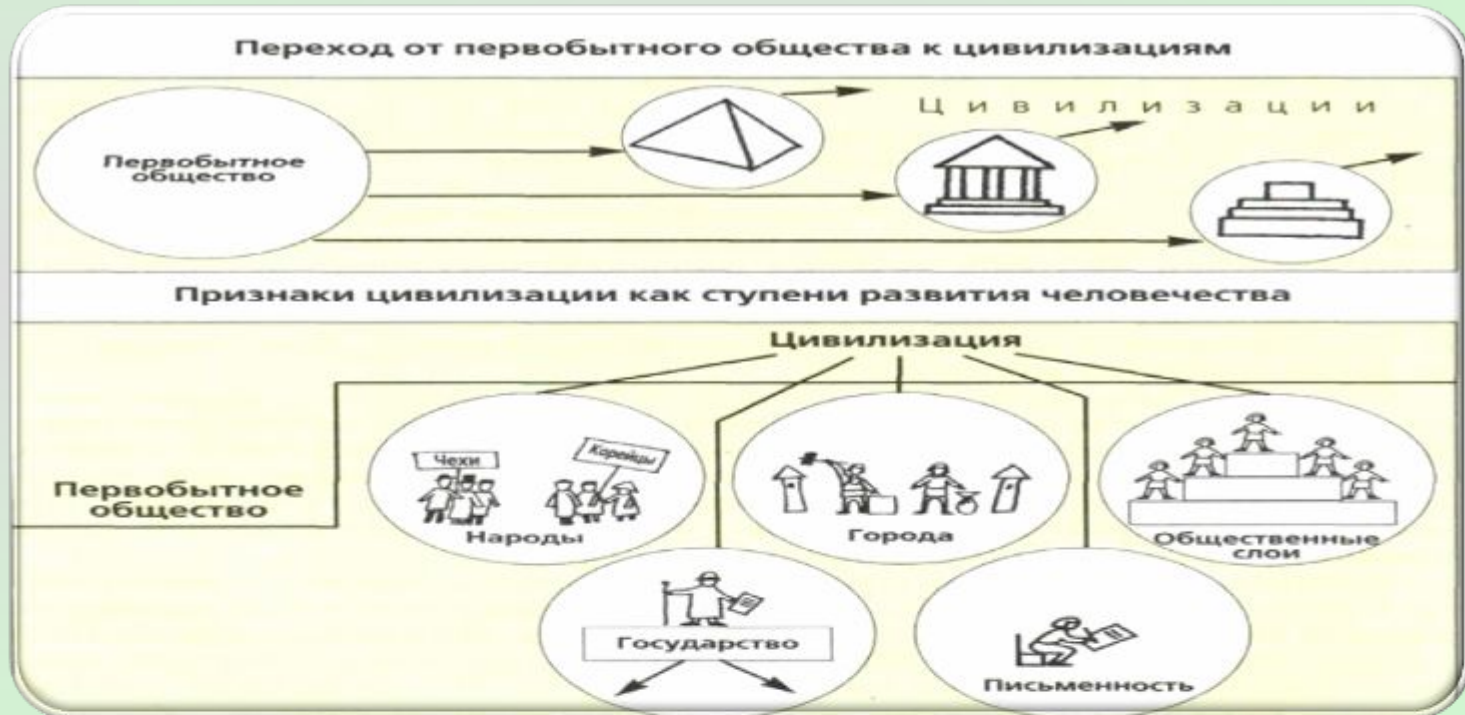 Переход от первобытного общества к цивилизациям
Цивилизации
Первобытное
общество
Признаки цивилизации как ступени развития человечества
Цивилизация
Первобытное
общество
Чехи
Корейцы
Народы
Города
Общественные
слои
Государство
Письменность